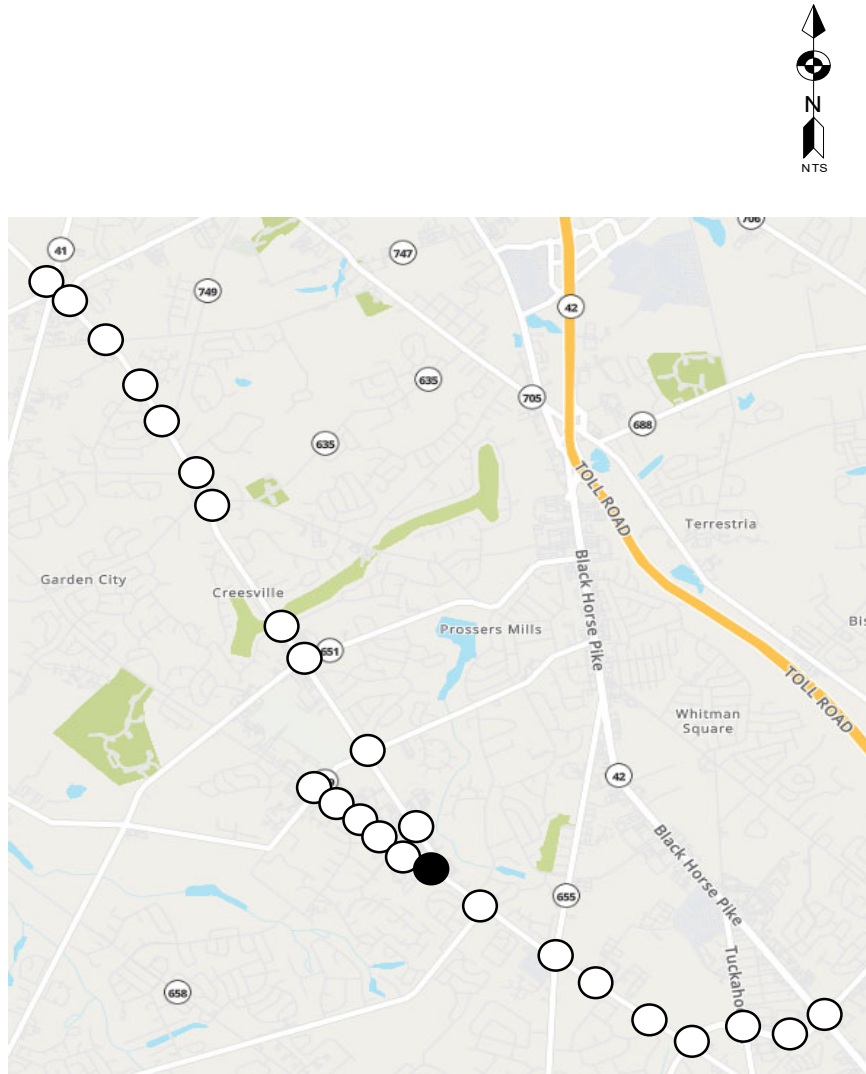 N
NTS
706
41
747
749
42
635
705
688
635
TOLL ROAD
Terrestria
Garden City
Creesville
Black Horse Pike
Prossers Mills
651
TOLL ROAD
Whitman
Square
42
Black Horse Pike
655
Tuckaho
658